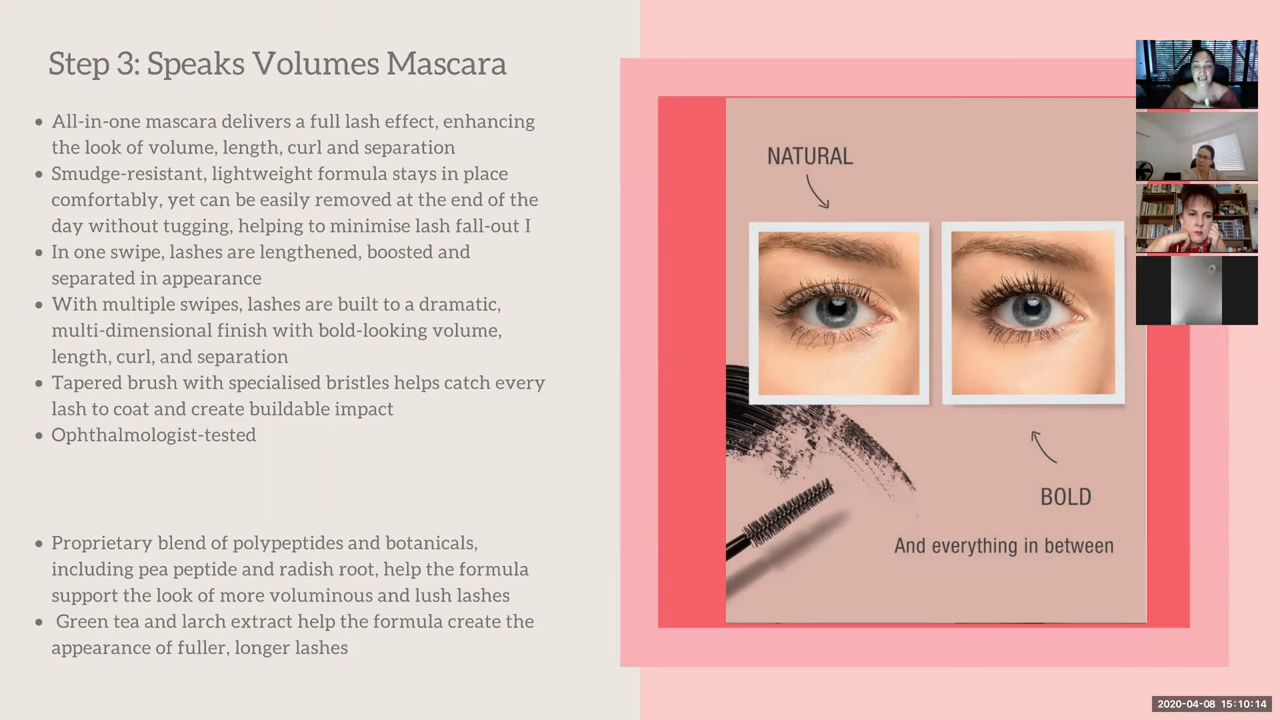 Step 3: Speaks Volumes Mascara
• All-in-one mascara delivers a full lash effect, enhancing
the look of volume, length, curl and separation
• Smudge-resistant, lightweight formula stays in place
comfortably, yet can be easily removed at the end of the
day without tugging, helping to minimise lash fall-out I
• In one swipe, lashes are lengthened, boosted and
separated in appearance
• With multiple swipes, lashes are built to a dramatic,
multi-dimensional finish with bold-looking volume,
length, curl, and separation
• Tapered brush with specialised bristles helps catch every
lash to coat and create buildable impact
• Ophthalmologist-tested
• Proprietary blend of polypeptides and botanicals,
including pea peptide and radish root, help the formula
support the look of more voluminous and lush lashes
• Green tea and larch extract help the formula create the
appearance of fuller, longer lashes
NATURAL
BOLD
And everything in between
2020-04-08 15:10:14